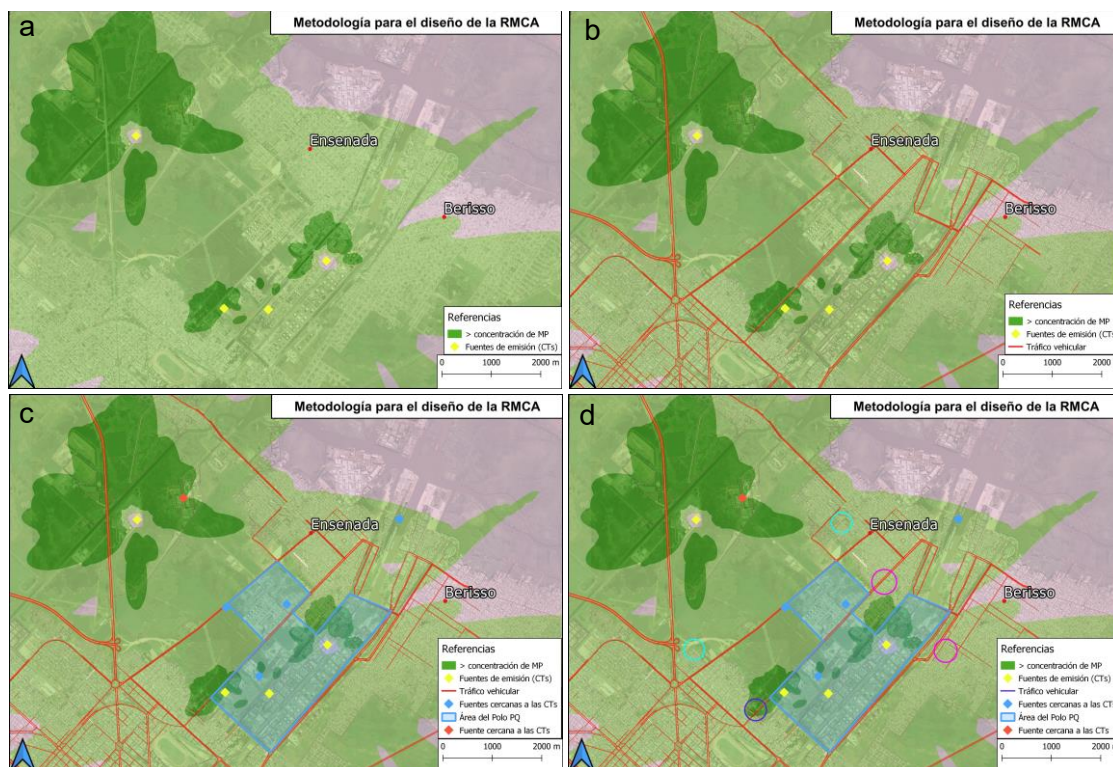 a
Metodología para el diseño de la RMCA
Ensenada
Berisso
Referencias
> concentración de MP
Fuentes de emisión (CTs)
0 1000 2000 m
b
Metodología para el diseño de la RMCA
Ensenada
Berisso
Referencias
> concentración de MP
Fuentes de emisión (CTs)
Tráfico vehicular
0 1000 2000 m
c
Metodología para el diseño de la RMCA
Ensenada
Berisso
Referencias
> concentración de MP
Fuentes de emisión (CTs)
Tráfico vehicular
Fuentes cercanas a las CTs
Área del Polo PQ
Fuente cercana a las CTs
0 1000 2000 m
d
Metodología para el diseño de la RMCA
Ensenada
Berisso
Referencias
> concentración de MP
Fuentes de emisión (CTs)
Tráfico vehicular
Fuentes cercanas a las CTs
Área del Polo PQ
Fuente cercana a las CTs
0 1000 2000 m